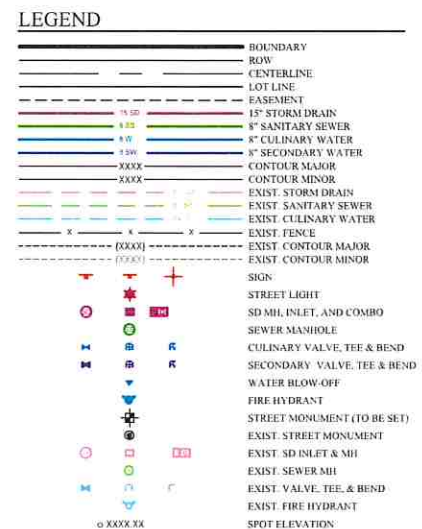 LEGEND
BOUNDARY
ROW
CENTERLINE
LOT LINE
EASEMENT
15" SD 15" STORM DRAIN
8 SS 8" SANITARY SEWER
8 W 8" CULINARY WATER
8 SW 8" SECONDARY WATER
XXXX CONTOUR MAJOR
XXXX CONTOUR MINOR
EXIST. STORM DRAIN
EXIST. SANITARY SEWER
EXIST. CULINARY WATER
X X X EXIST. FENCE
(XXXX) EXIST. CONTOUR MAJOR
(XXXX) EXIST. CONTOUR MINOR
SIGN
STREET LIGHT
SD MH, INLET, AND COMBO
SEWER MANHOLE
CULINARY VALVE, TEE & BEND
SECONDARY VALVE, TEE & BEND
WATER BLOW-OFF
FIRE HYDRANT
STREET MONUMENT (TO BE SET)
EXIST. STREET MONUMENT
EXIST. SD INLET & MH
EXIST. SEWER MH
EXIST. VALVE, TEE, & BEND
EXIST. FIRE HYDRANT
XXXX.XX SPOT ELEVATION